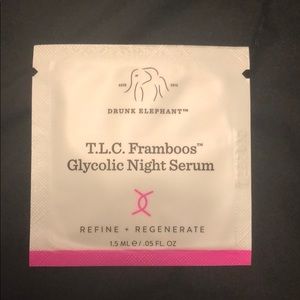 DRUNK ELEPHANT™
T.L.C. Framboos™
Glycolic Night Serum
REFINE + REGENERATE
1.5 ML ℮ / .05 FL. OZ